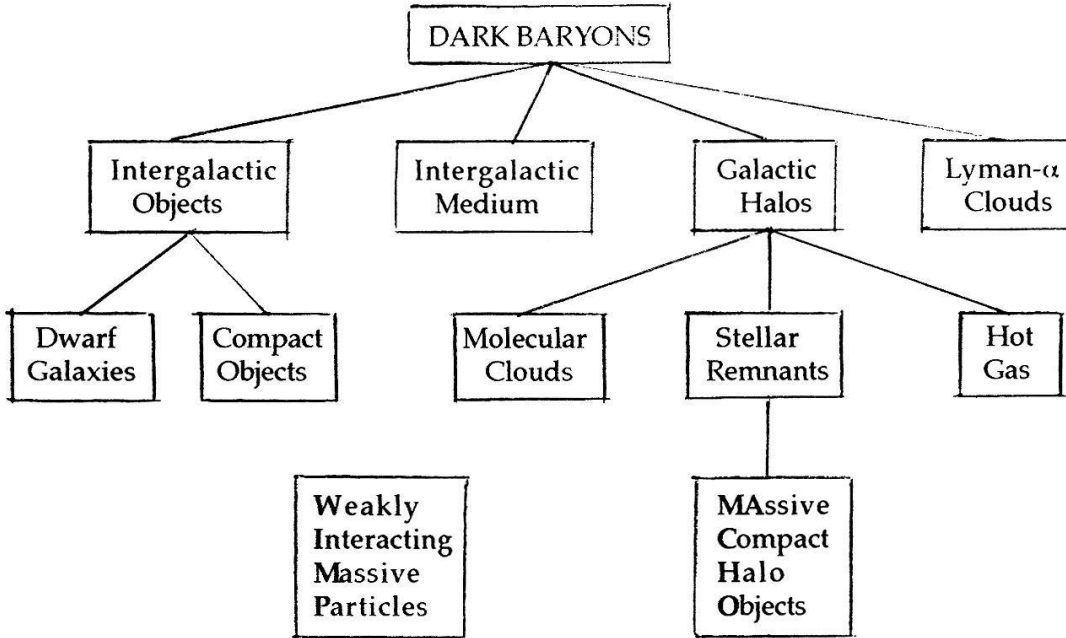 DARK BARYONS
Intergalactic
Objects
Intergalactic
Medium
Galactic
Halos
Lyman-α
Clouds
Dwarf
Galaxies
Compact
Objects
Molecular
Clouds
Stellar
Remnants
Hot
Gas
Weakly
Interacting
Massive
Particles
MAssive
Compact
Halo
Objects